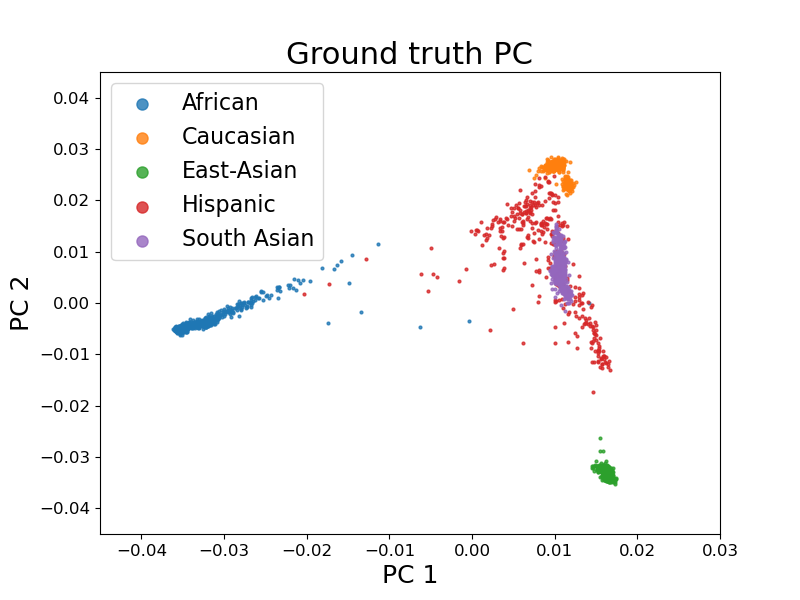 Ground truth PC
African
Caucasian
East-Asian
Hispanic
South Asian
PC 2
0.04
0.03
0.02
0.01
0.00
−0.01
−0.02
−0.03
−0.04
−0.04 −0.03 −0.02 −0.01 0.00 0.01 0.02 0.03
PC 1